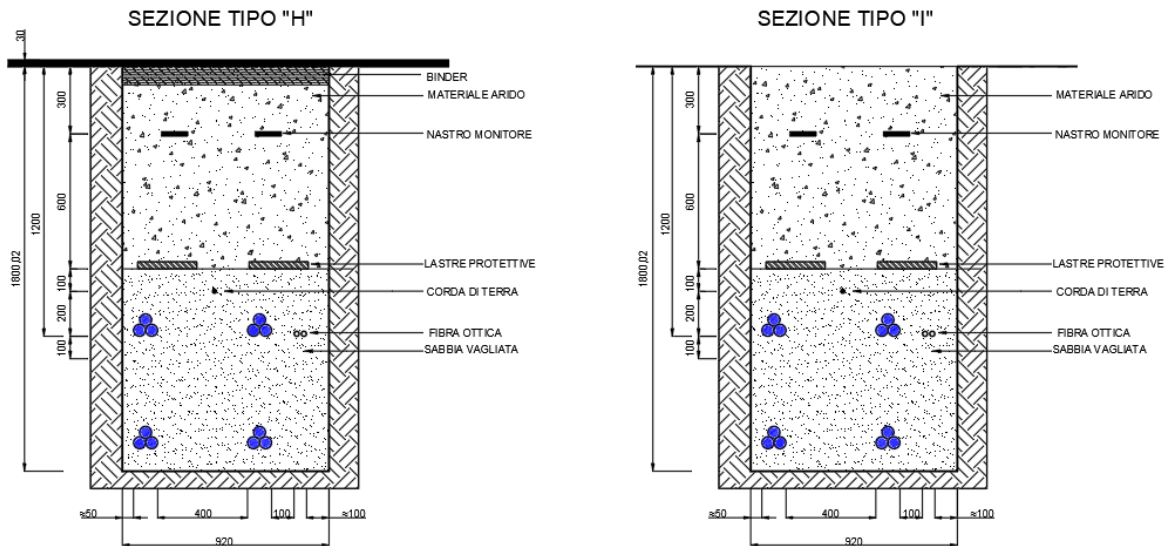 SEZIONE TIPO "H"
30
BINDER
MATERIALE ARIDO
300
NASTRO MONITORE
600
1200
1800,02
LASTRE PROTETTIVE
100
CORDA DI TERRA
200
FIBRA OTTICA
100
SABBIA VAGLIATA
≈50
400
100
≈100
920
SEZIONE TIPO "I"
MATERIALE ARIDO
300
NASTRO MONITORE
600
1200
1800,02
LASTRE PROTETTIVE
100
CORDA DI TERRA
200
FIBRA OTTICA
100
SABBIA VAGLIATA
≈50
400
100
≈100
920